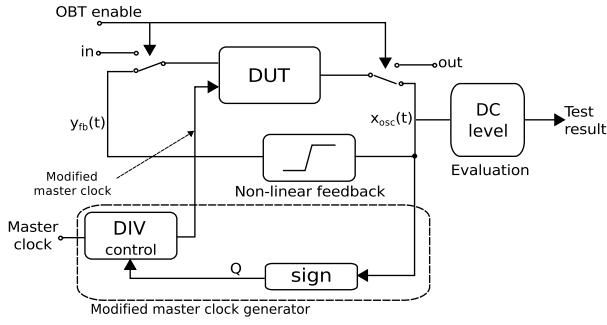 OBT enable
in
out
DUT
DC
level
Test
result
y_fb(t)
x_osc(t)
Evaluation
Modified
master clock
Non-linear feedback
Master
clock
DIV
control
Q
sign
Modified master clock generator